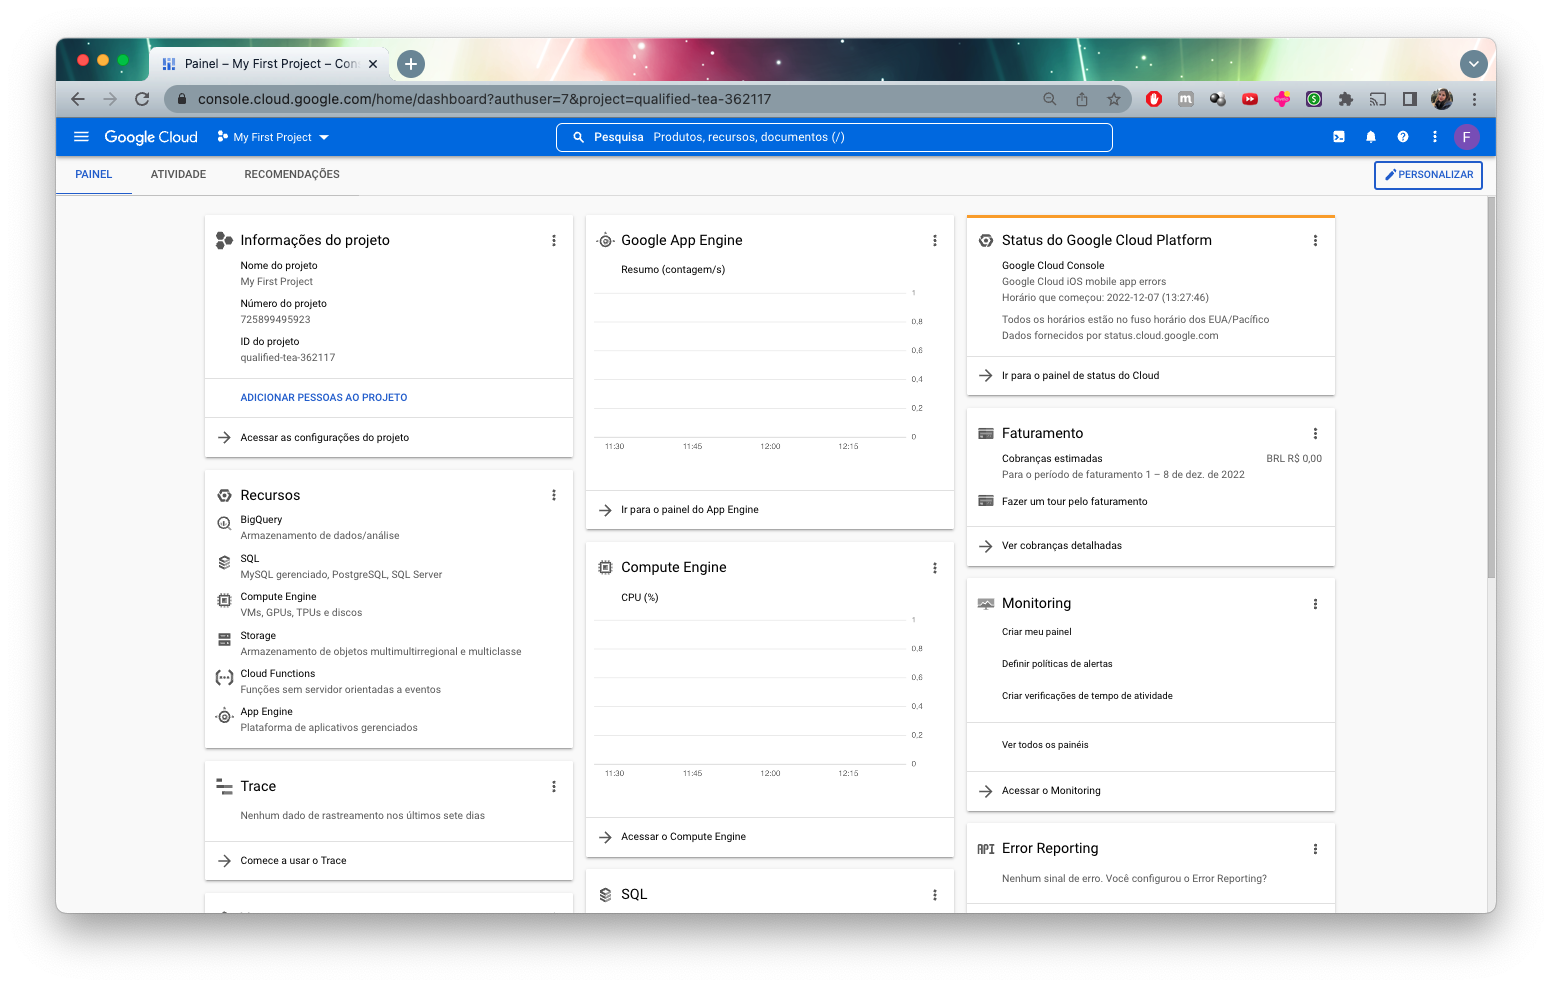 Painel – My First Project – Con
console.cloud.google.com/home/dashboard?authuser=7&project=qualified-tea-362117
Google Cloud
My First Project
Pesquisa Produtos, recursos, documentos (/)
F
PAINEL
ATIVIDADE
RECOMENDAÇÕES
PERSONALIZAR
Informações do projeto
Nome do projeto
My First Project
Número do projeto
725899495923
ID do projeto
qualified-tea-362117
ADICIONAR PESSOAS AO PROJETO
Acessar as configurações do projeto
Recursos
BigQuery
Armazenamento de dados/análise
SQL
MySQL gerenciado, PostgreSQL, SQL Server
Compute Engine
VMs, GPUs, TPUs e discos
Storage
Armazenamento de objetos multimultirregional e multiclasse
Cloud Functions
Funções sem servidor orientadas a eventos
App Engine
Plataforma de aplicativos gerenciados
Trace
Nenhum dado de rastreamento nos últimos sete dias
Comece a usar o Trace
Google App Engine
Resumo (contagem/s)
1
0,8
0,6
0,4
0,2
0
11:30 11:45 12:00 12:15
Ir para o painel do App Engine
Compute Engine
CPU (%)
1
0,8
0,6
0,4
0,2
0
11:30 11:45 12:00 12:15
Acessar o Compute Engine
SQL
Status do Google Cloud Platform
Google Cloud Console
Google Cloud iOS mobile app errors
Horário que começou: 2022-12-07 (13:27:46)
Todos os horários estão no fuso horário dos EUA/Pacífico
Dados fornecidos por status.cloud.google.com
Ir para o painel de status do Cloud
Faturamento
Cobranças estimadas BRL R$ 0,00
Para o período de faturamento 1 – 8 de dez. de 2022
Fazer um tour pelo faturamento
Ver cobranças detalhadas
Monitoring
Criar meu painel
Definir políticas de alertas
Criar verificações de tempo de atividade
Ver todos os painéis
Acessar o Monitoring
API Error Reporting
Nenhum sinal de erro. Você configurou o Error Reporting?